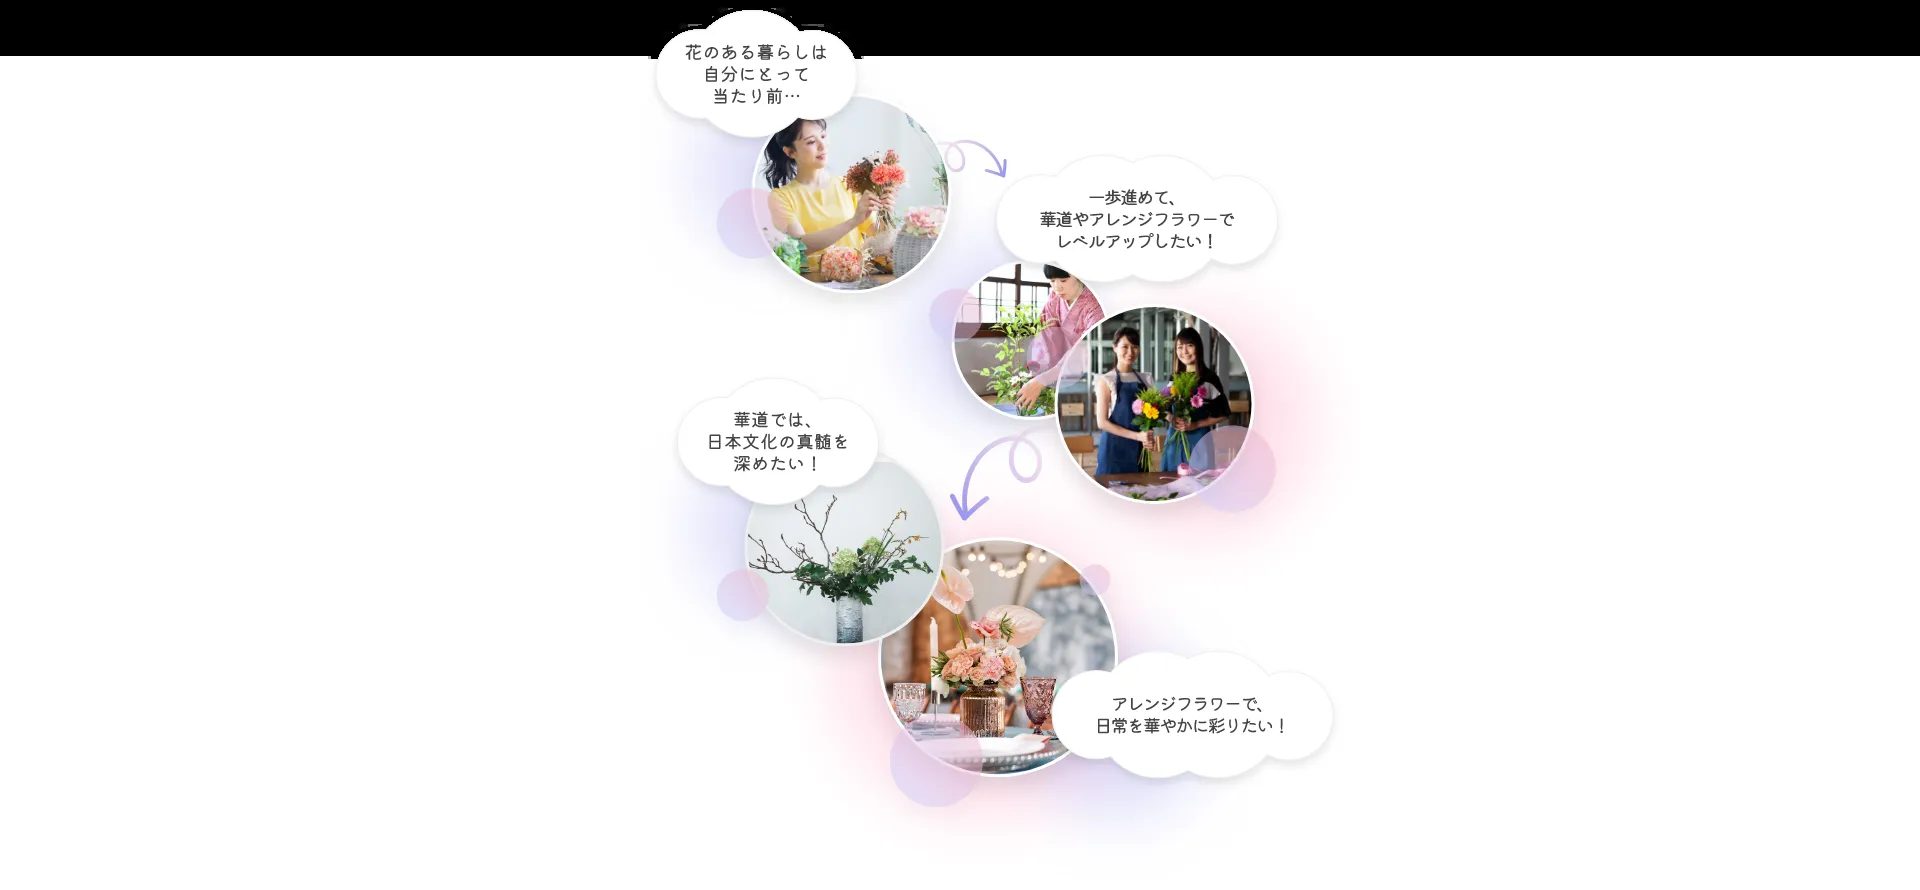 花のある暮らしは
自分にとって
当たり前…
一歩進めて、
華道やアレンジフラワーで
レベルアップしたい！
華道では、
日本文化の真髄を
深めたい！
アレンジフラワーで、
日常を華やかに彩りたい！